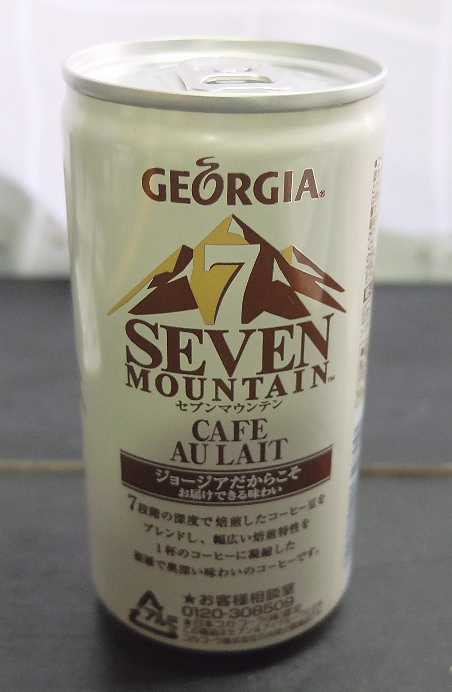 GEORGIA®
7
SEVEN
MOUNTAIN™
セブンマウンテン
CAFE
AU LAIT
ジョージアだからこそ
お届けできる味わい
7段階の深度で焙煎したコーヒー豆を
ブレンドし、幅広い焙煎特性を
1杯のコーヒーに凝縮した
で奥深い味わいのコーヒーです。
★お客様相談室
0120-308509
アルミ